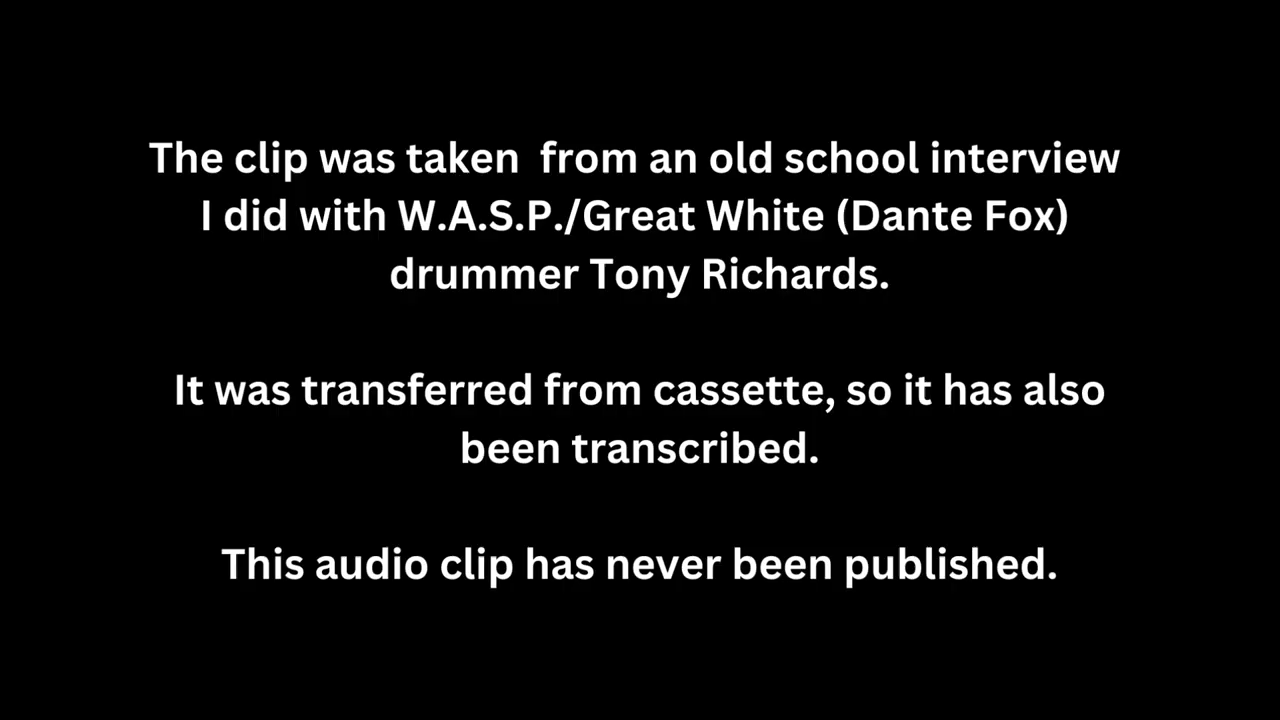 The clip was taken  from an old school interview
I did with W.A.S.P./Great White (Dante Fox)
drummer Tony Richards.
It was transferred from cassette, so it has also
been transcribed.
This audio clip has never been published.